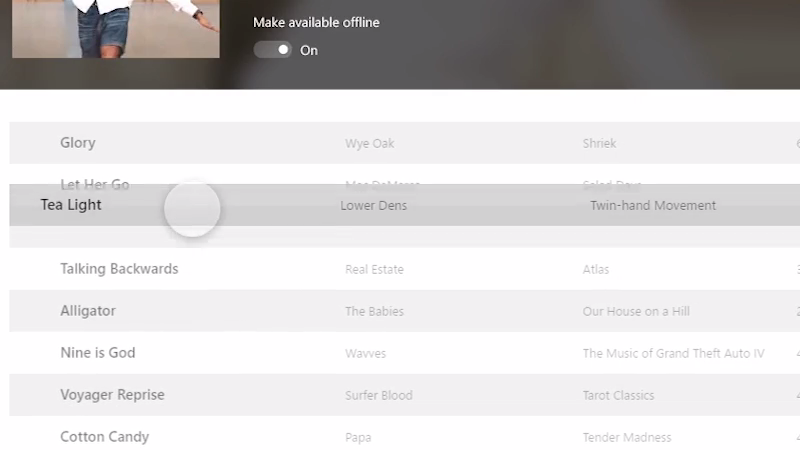 Make available offline
On
Glory Wye Oak Shriek
Let Her Go Mac DeMarco Salad Days
Tea Light Lower Dens Twin-hand Movement
Talking Backwards Real Estate Atlas
Alligator The Babies Our House on a Hill
Nine is God Wavves The Music of Grand Theft Auto IV
Voyager Reprise Surfer Blood Tarot Classics
Cotton Candy Papa Tender Madness